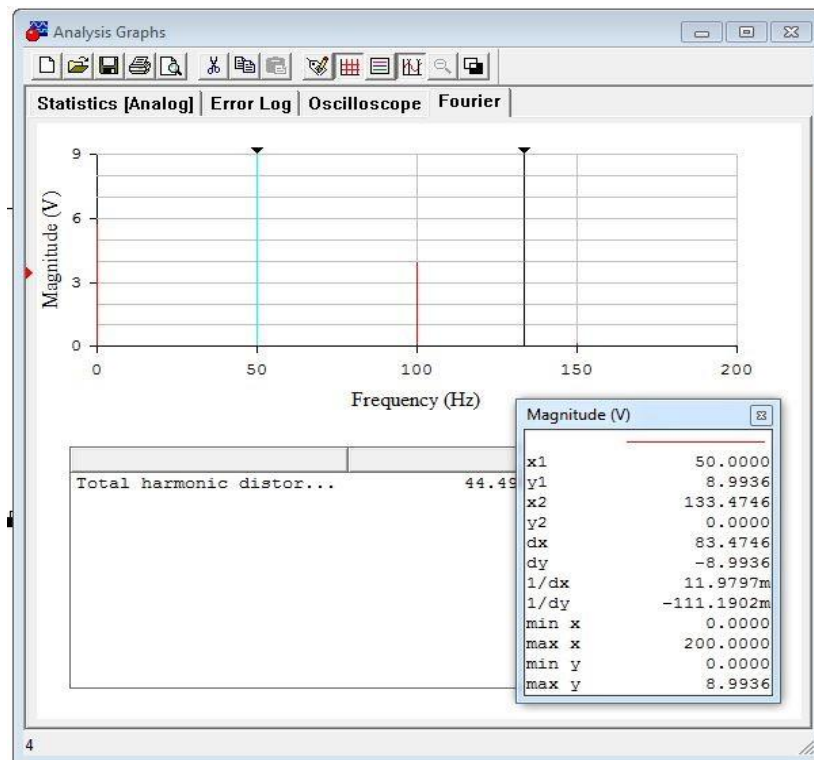 Analysis Graphs
Statistics [Analog] Error Log Oscilloscope Fourier
Magnitude (V)
9
6
3
0
0 50 100 150 200
Frequency (Hz)
Total harmonic distor... 44.49
Magnitude (V)
x1 50.0000
y1 8.9936
x2 133.4746
y2 0.0000
dx 83.4746
dy -8.9936
1/dx 11.9797m
1/dy -111.1902m
min x 0.0000
max x 200.0000
min y 0.0000
max y 8.9936
4